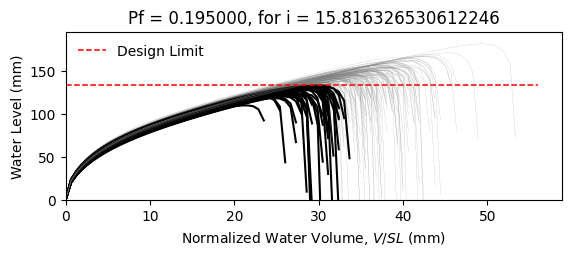 Pf = 0.195000, for i = 15.816326530612246
Design Limit
Water Level (mm)
150
100
50
0
0 10 20 30 40 50
Normalized Water Volume, V/SL (mm)